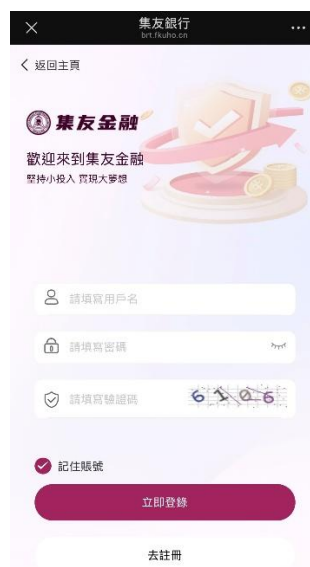 集友銀行
brt.fkuho.cn
返回主頁
集友金融
歡迎來到集友金融
堅持小投入 實現大夢想
請填寫用戶名
請填寫密碼
請填寫驗證碼
6106
記住賬號
立即登錄
去註冊